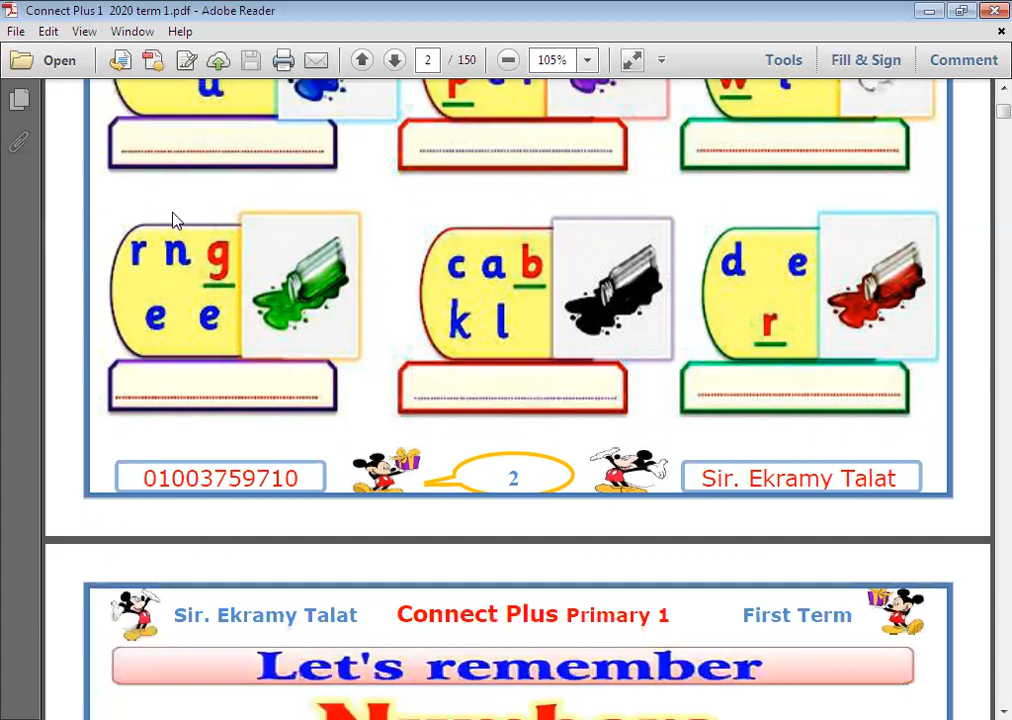 Connect Plus 1 2020 term 1.pdf - Adobe Reader
File Edit View Window Help
Open 2 / 150 105% Tools Fill & Sign Comment
u p w
r n g
e e
c a b
k l
d e
r
01003759710 2 Sir. Ekramy Talat
Sir. Ekramy Talat Connect Plus Primary 1 First Term
Let's remember
Numbers